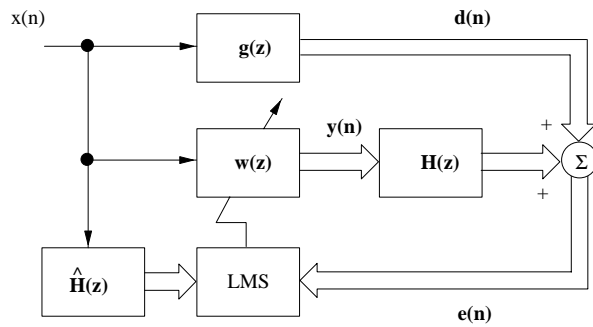 x(n)
d(n)
g(z)
+
y(n)
w(z)
H(z)
Σ
+
Ĥ(z)
LMS
e(n)